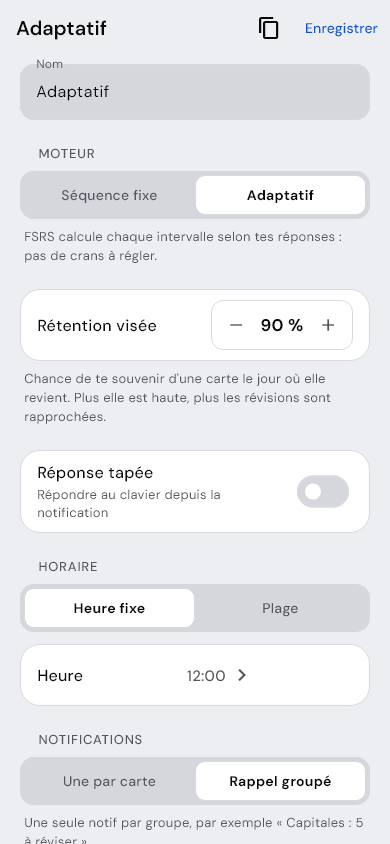 Adaptatif
Enregistrer
Nom
Adaptatif
MOTEUR
Séquence fixe
Adaptatif
FSRS calcule chaque intervalle selon tes réponses :
pas de crans à régler.
Rétention visée
− 90 % +
Chance de te souvenir d'une carte le jour où elle
revient. Plus elle est haute, plus les révisions sont
rapprochées.
Réponse tapée
Répondre au clavier depuis la
notification
HORAIRE
Heure fixe
Plage
Heure
12:00
NOTIFICATIONS
Une par carte
Rappel groupé
Une seule notif par groupe, par exemple « Capitales : 5
à réviser »